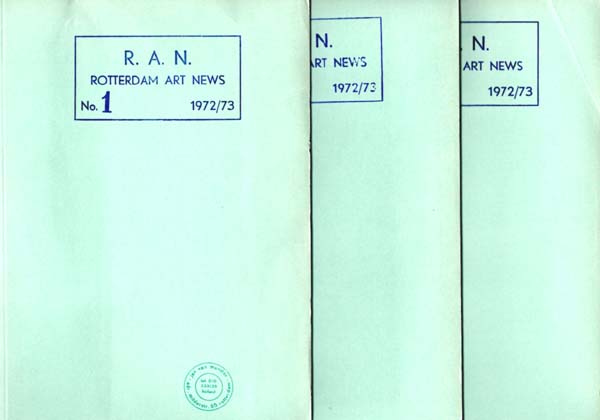 R. A. N.
ROTTERDAM ART NEWS
No. 1 1972/73
N.
ART NEWS
1972/73
. N.
ART NEWS
1972/73